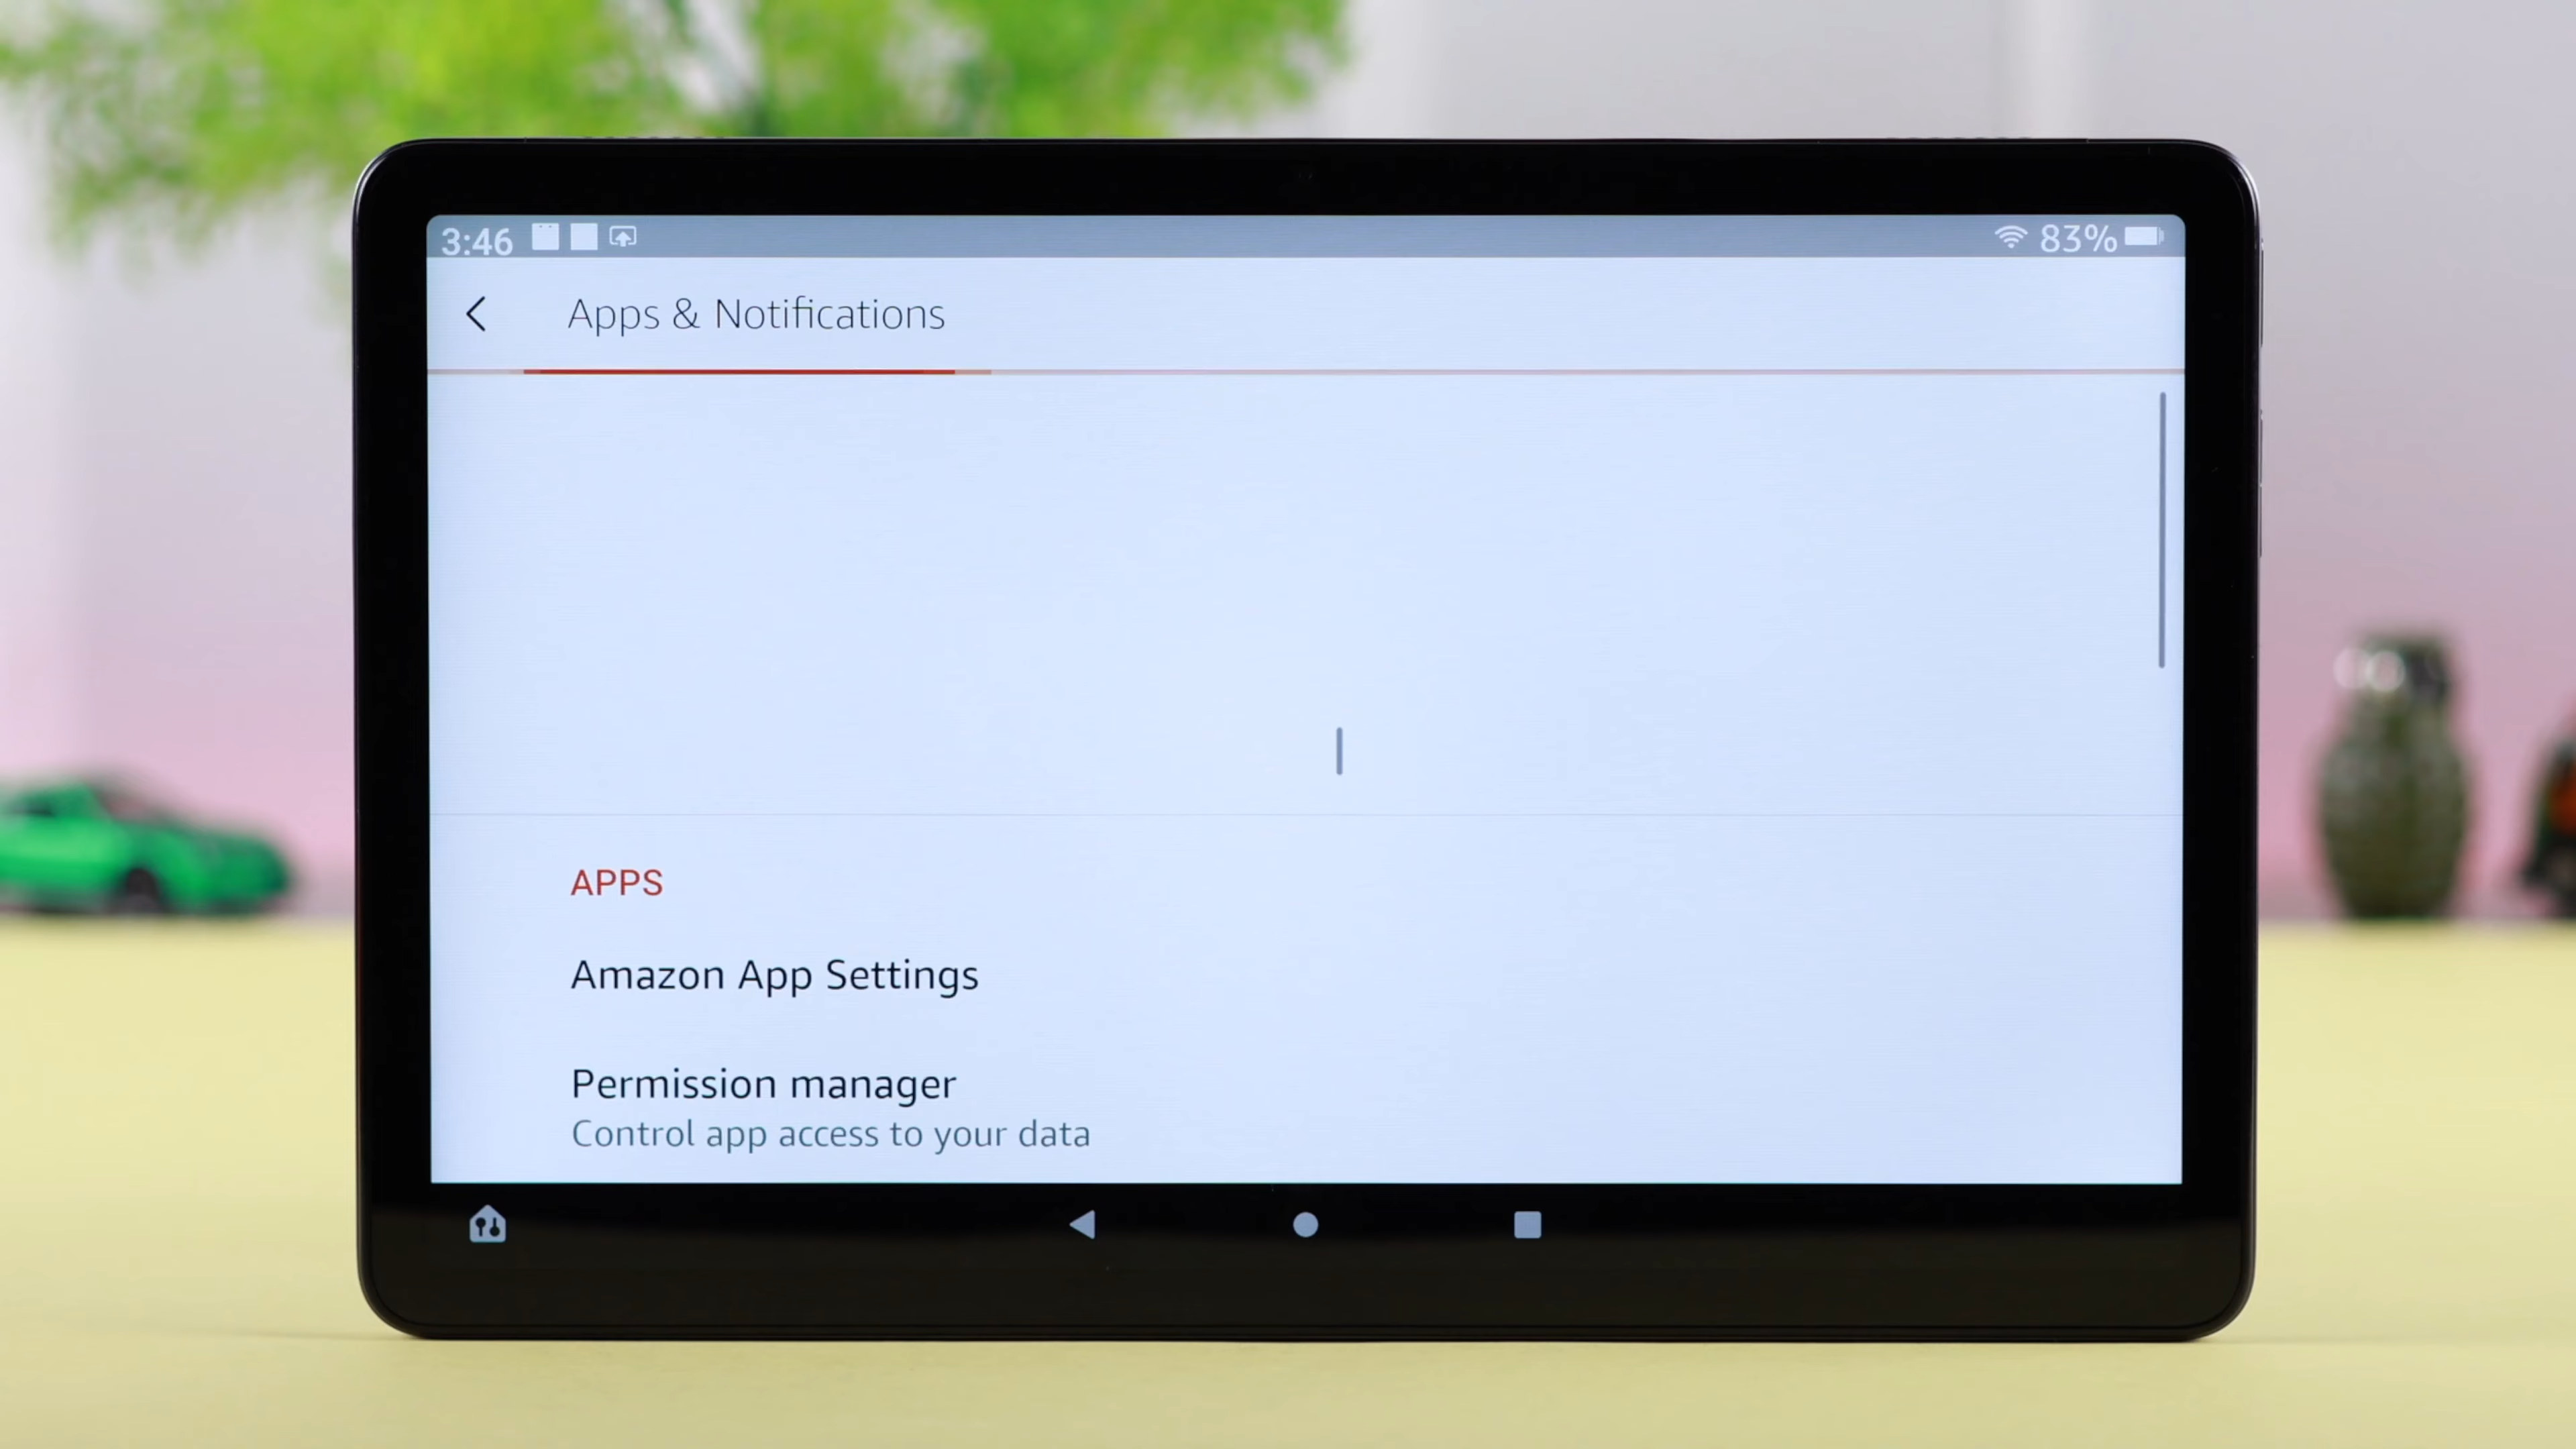 3:46
83%
Apps & Notifications
APPS
Amazon App Settings
Permission manager
Control app access to your data